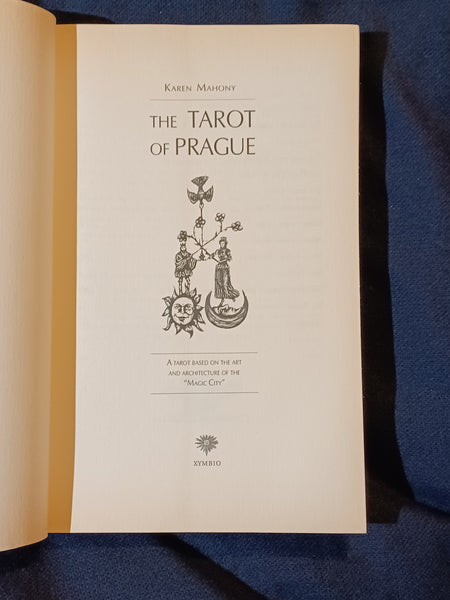 KAREN MAHONY
THE TAROT
OF PRAGUE
A TAROT BASED ON THE ART
AND ARCHITECTURE OF THE
"MAGIC CITY"
XYMBIO